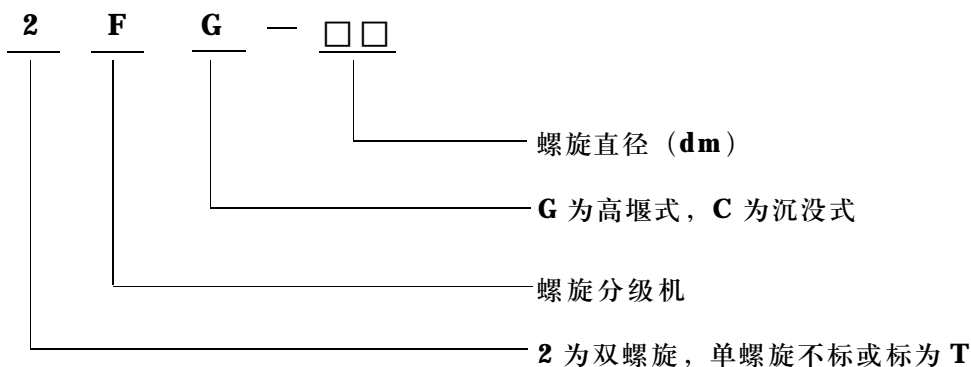 2 F G — □□
螺旋直径（dm）
G 为高堰式，C 为沉没式
螺旋分级机
2 为双螺旋，单螺旋不标或标为 T